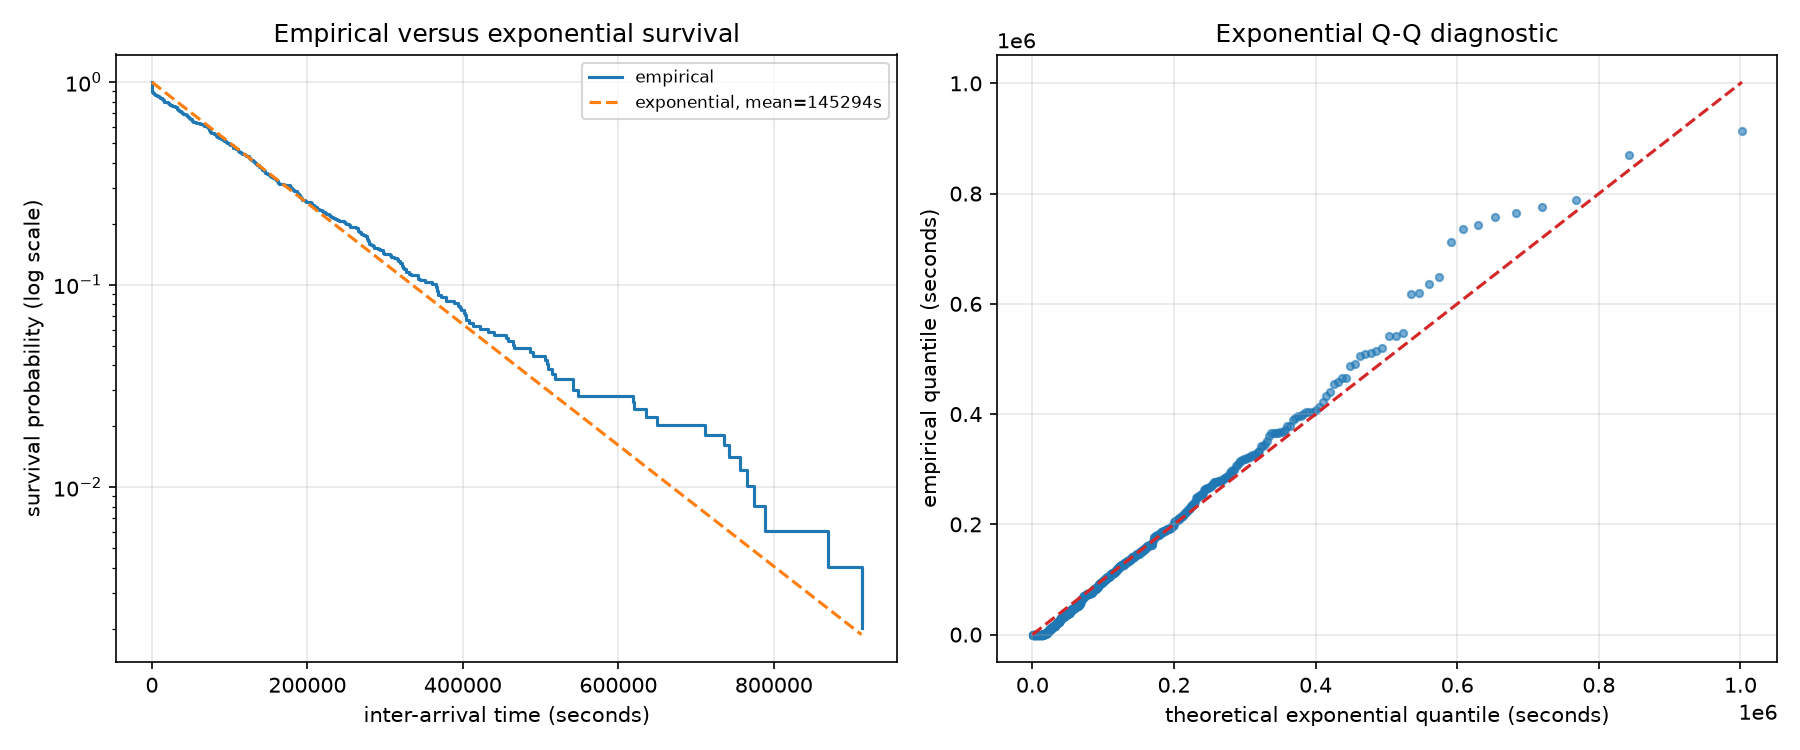 Empirical versus exponential survival
empirical
exponential, mean=145294s
10⁰
10⁻¹
10⁻²
survival probability (log scale)
0
200000
400000
600000
800000
inter-arrival time (seconds)
Exponential Q-Q diagnostic
1e6
1.0
0.8
0.6
0.4
0.2
0.0
empirical quantile (seconds)
0.0
0.2
0.4
0.6
0.8
1.0
1e6
theoretical exponential quantile (seconds)